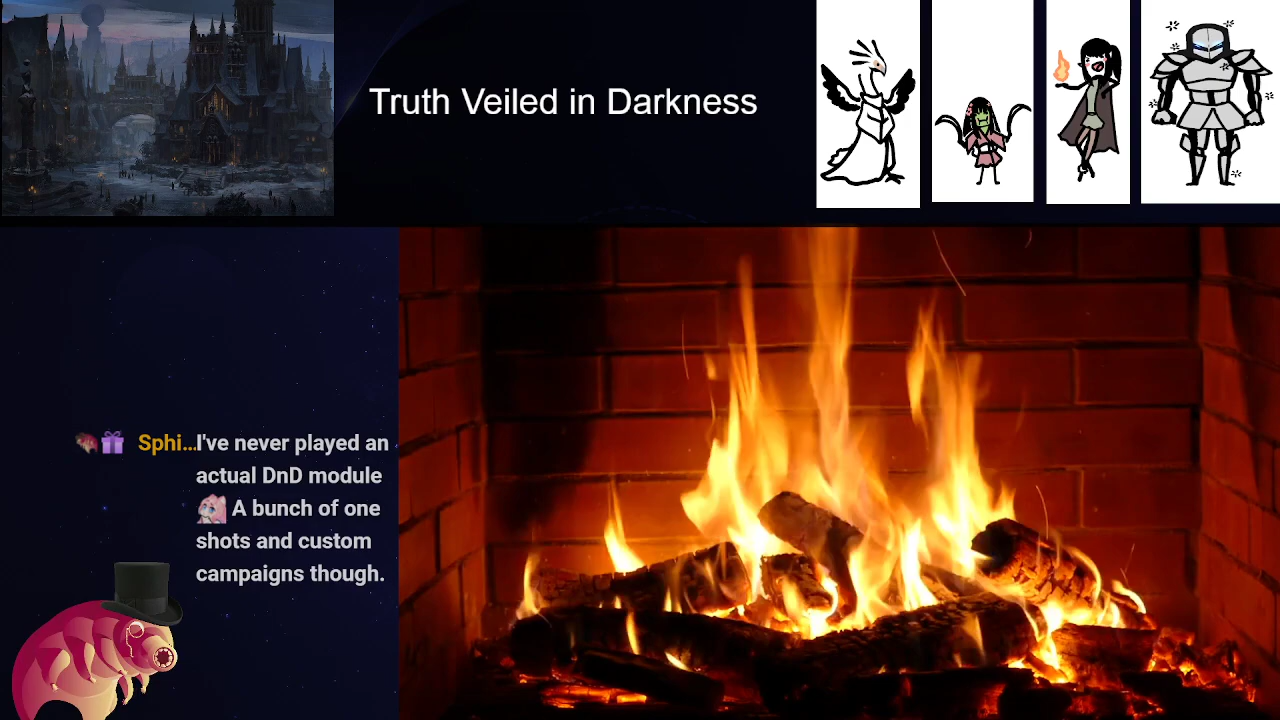 Truth Veiled in Darkness
Sphi...I've never played an
actual DnD module
A bunch of one
shots and custom
campaigns though.